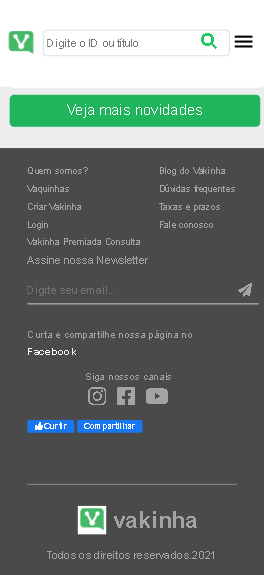 Digite o ID ou título
Veja mais novidades
Quem somos?
Vaquinhas
Criar Vakinha
Login
Vakinha Premiada Consulta
Blog do Vakinha
Dúvidas frequentes
Taxas e prazos
Fale conosco
Assine nossa Newsletter
Digite seu email...
Curta e compartilhe nossa página no
Facebook
Siga nossos canais
Curtir Compartilhar
vakinha
Todos os direitos reservados.2021